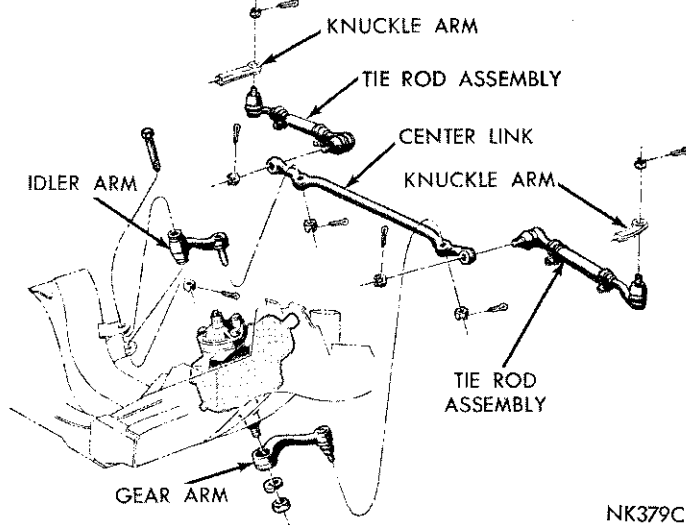 KNUCKLE ARM
TIE ROD ASSEMBLY
CENTER LINK
KNUCKLE ARM
IDLER ARM
TIE ROD
ASSEMBLY
GEAR ARM
NK379C